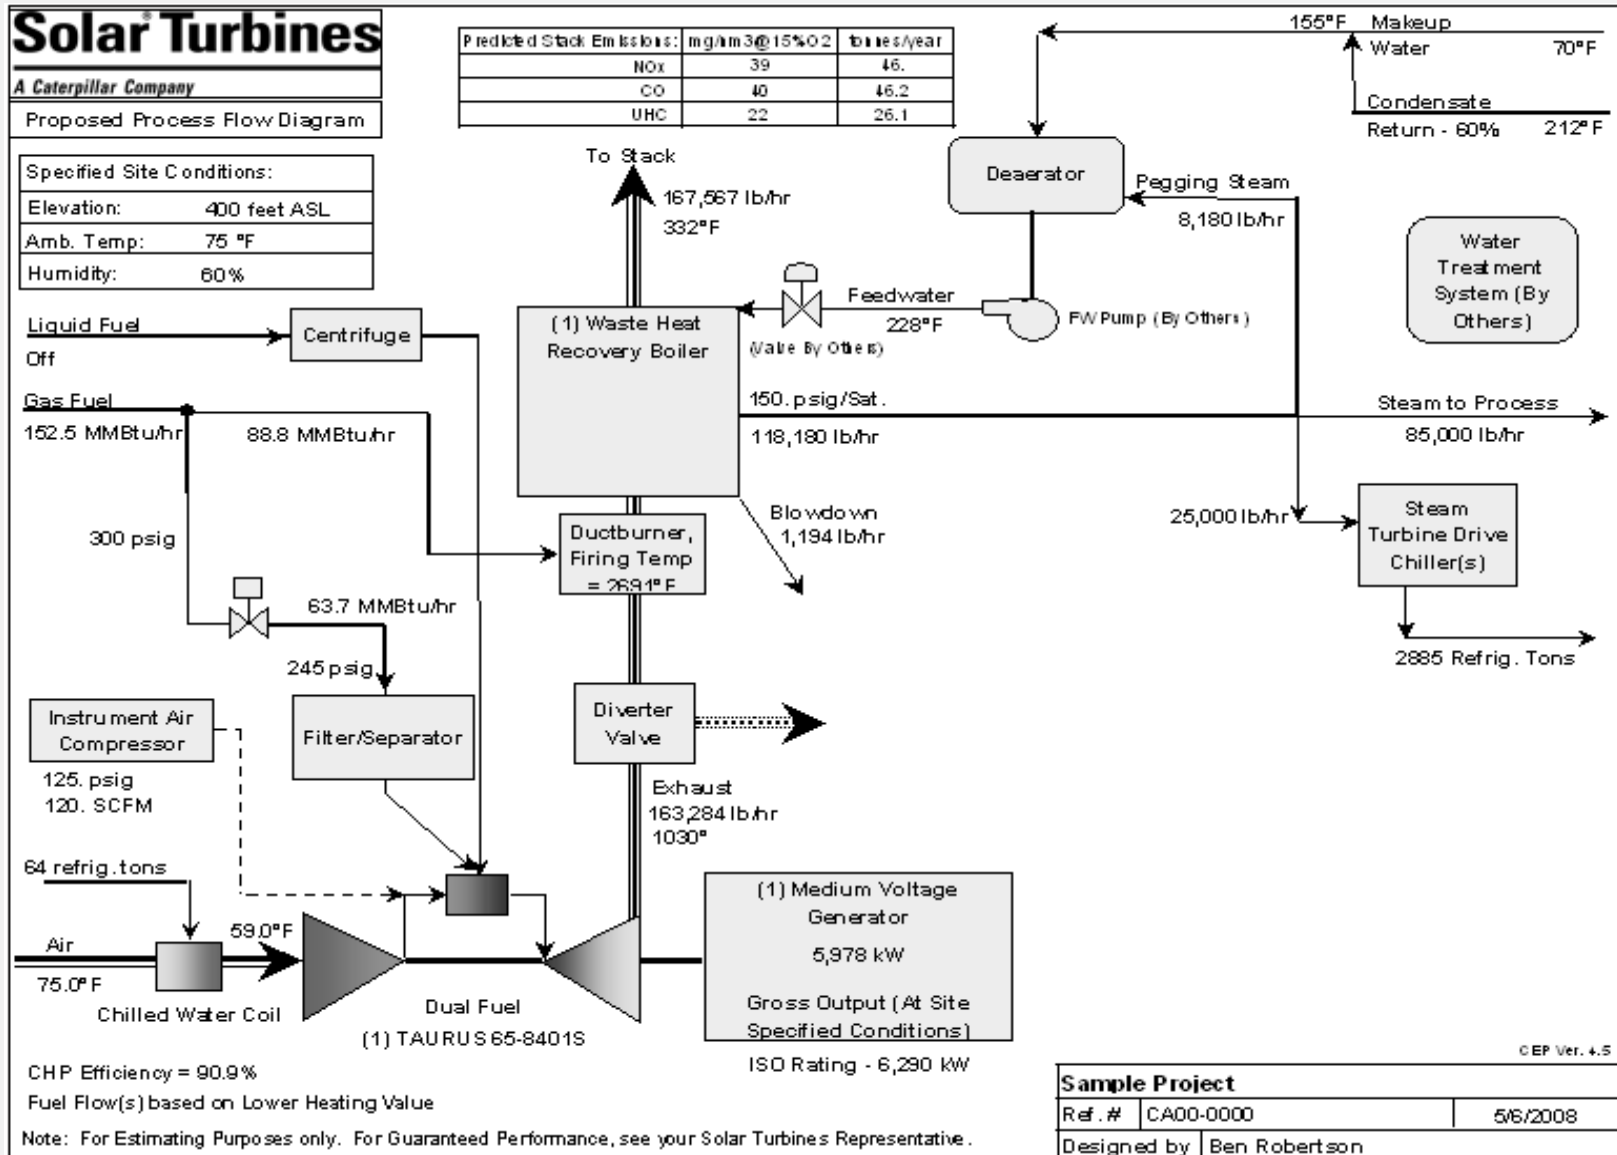 Solar® Turbines
A Caterpillar Company
Proposed Process Flow Diagram
Predicted Stack Emissions: mg/nm3@15%O2 tonnes/year
NOx 39 46.
CO 40 46.2
UHC 22 26.1
155°F Makeup
Water 70°F
Condensate
Return - 60% 212°F
Specified Site Conditions:
Elevation: 400 feet ASL
Amb. Temp: 75 °F
Humidity: 60%
To Stack
167,567 lb/hr
332°F
Deaerator
Pegging Steam
8,180 lb/hr
Water
Treatment
System (By
Others)
Liquid Fuel
Off
Centrifuge
(1) Waste Heat
Recovery Boiler
Feedwater
228°F
(Valve By Others)
FW Pump (By Others)
Gas Fuel
152.5 MMBtu/hr
88.8 MMBtu/hr
150. psig/Sat.
118,180 lb/hr
Steam to Process
85,000 lb/hr
Blowdown
1,194 lb/hr
25,000 lb/hr
Steam
Turbine Drive
Chiller(s)
2885 Refrig. Tons
300 psig
Ductburner,
Firing Temp
= 2691°F
63.7 MMBtu/hr
245 psig
Instrument Air
Compressor
125. psig
120. SCFM
Filter/Separator
Diverter
Valve
Exhaust
163,284 lb/hr
1030°
64 refrig. tons
Air
75.0°F
59.0°F
Chilled Water Coil
Dual Fuel
(1) TAURUS 65-8401S
(1) Medium Voltage
Generator
5,978 kW
Gross Output (At Site
Specified Conditions)
ISO Rating - 6,290 kW
CHP Efficiency = 90.9%
Fuel Flow(s) based on Lower Heating Value
Note: For Estimating Purposes only. For Guaranteed Performance, see your Solar Turbines Representative.
CEP Ver. 4.5
Sample Project
Ref. # CA00-0000 5/6/2008
Designed by Ben Robertson